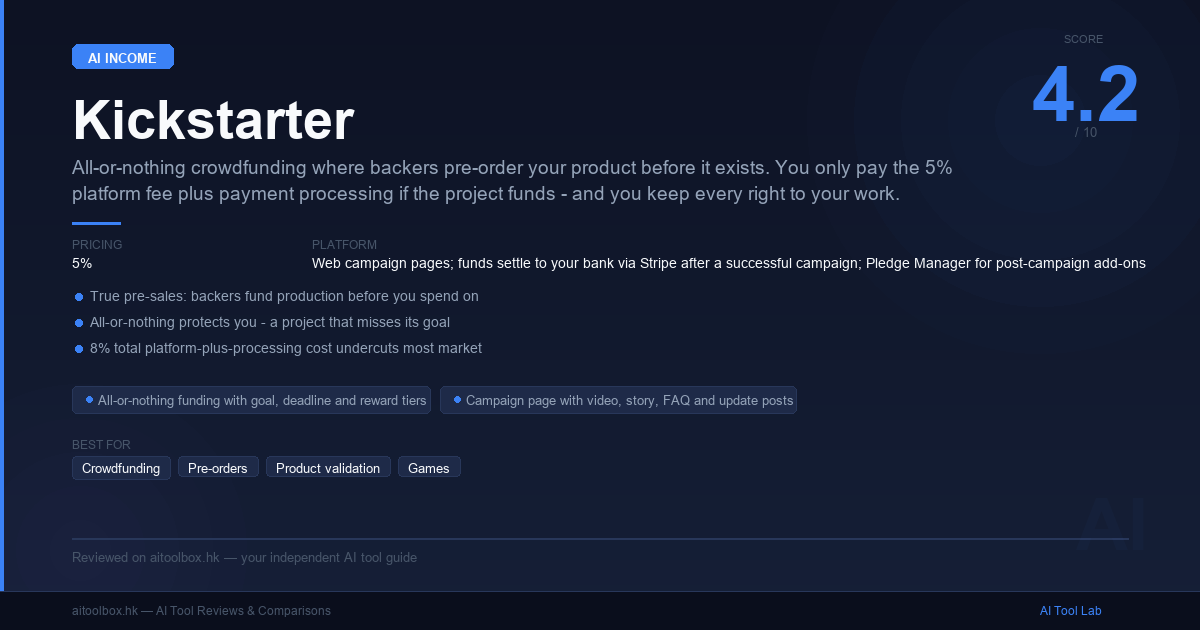 AI INCOME
SCORE
4.2
/ 10
Kickstarter
All-or-nothing crowdfunding where backers pre-order your product before it exists. You only pay the 5%
platform fee plus payment processing if the project funds - and you keep every right to your work.
PRICING
PLATFORM
5%
Web campaign pages; funds settle to your bank via Stripe after a successful campaign; Pledge Manager for post-campaign add-ons
True pre-sales: backers fund production before you spend on
All-or-nothing protects you - a project that misses its goal
8% total platform-plus-processing cost undercuts most market
All-or-nothing funding with goal, deadline and reward tiers
Campaign page with video, story, FAQ and update posts
BEST FOR
Crowdfunding
Pre-orders
Product validation
Games
AI
Reviewed on aitoolbox.hk — your independent AI tool guide
aitoolbox.hk — AI Tool Reviews & Comparisons
AI Tool Lab